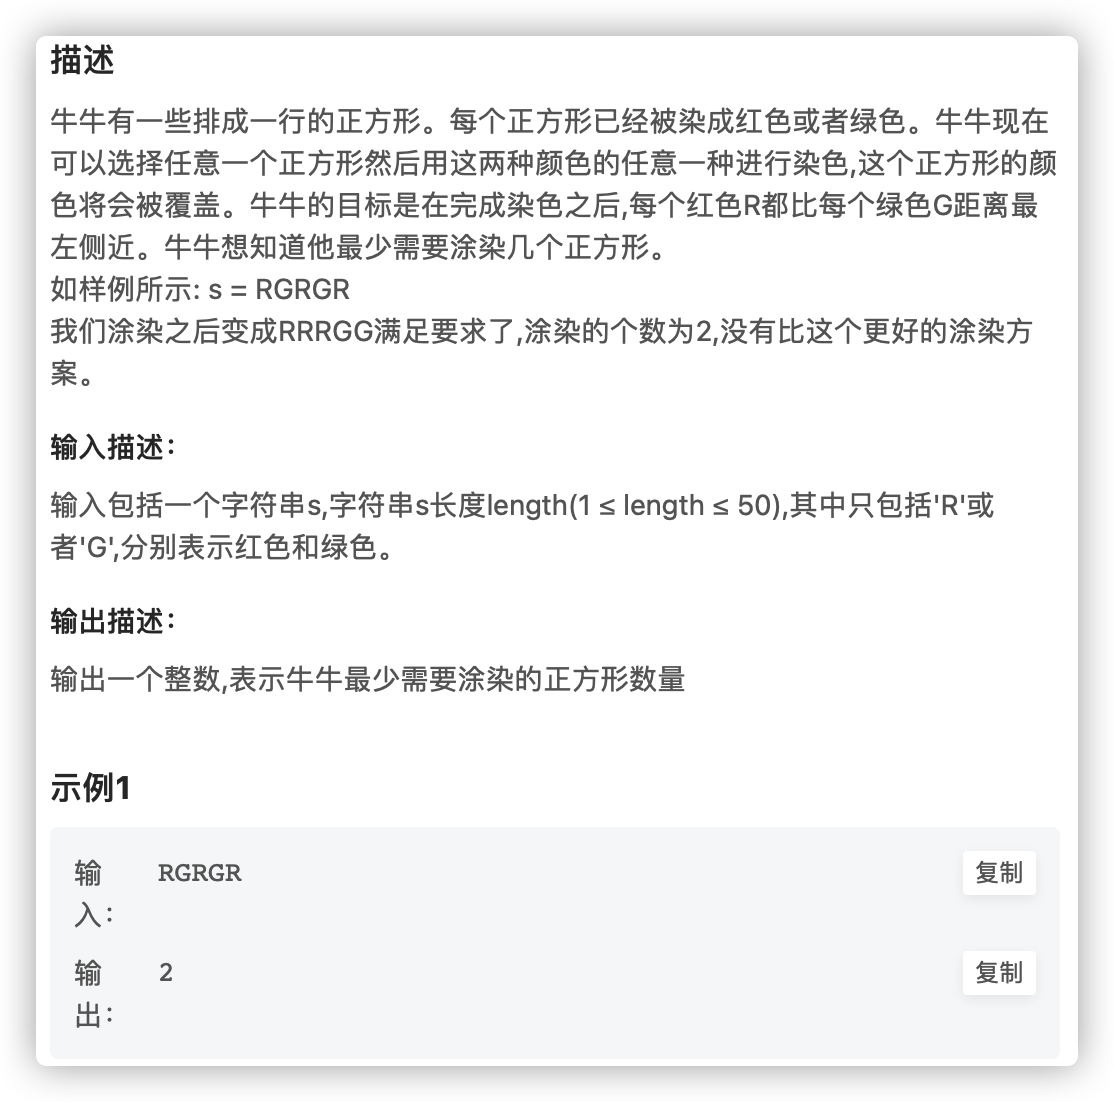 描述
牛牛有一些排成一行的正方形。每个正方形已经被染成红色或者绿色。牛牛现在
可以选择任意一个正方形然后用这两种颜色的任意一种进行染色,这个正方形的颜
色将会被覆盖。牛牛的目标是在完成染色之后,每个红色R都比每个绿色G距离最
左侧近。牛牛想知道他最少需要涂染几个正方形。
如样例所示: s = RGRGR
我们涂染之后变成RRRGG满足要求了,涂染的个数为2,没有比这个更好的涂染方
案。
输入描述：
输入包括一个字符串s,字符串s长度length(1 ≤ length ≤ 50),其中只包括'R'或
者'G',分别表示红色和绿色。
输出描述：
输出一个整数,表示牛牛最少需要涂染的正方形数量
示例1
输 RGRGR 复制
入：
输 2 复制
出：